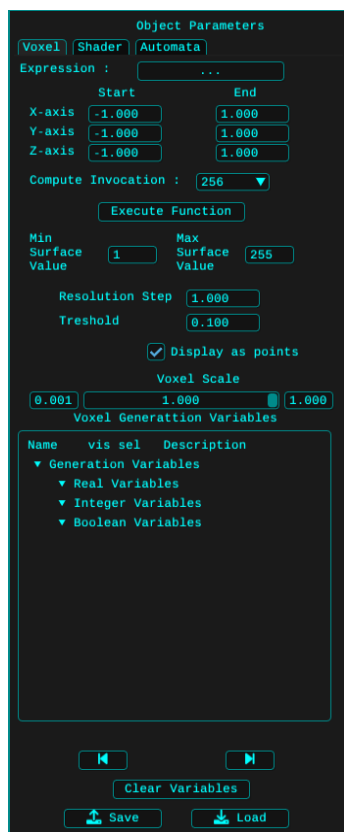 Object Parameters
Voxel Shader Automata
Expression : ...
Start End
X-axis -1.000 1.000
Y-axis -1.000 1.000
Z-axis -1.000 1.000
Compute Invocation : 256
Execute Function
Min Surface Value 1 Max Surface Value 255
Resolution Step 1.000
Treshold 0.100
Display as points
Voxel Scale
0.001 1.000 1.000
Voxel Generattion Variables
Name vis sel Description
Generation Variables
Real Variables
Integer Variables
Boolean Variables
Clear Variables
Save Load